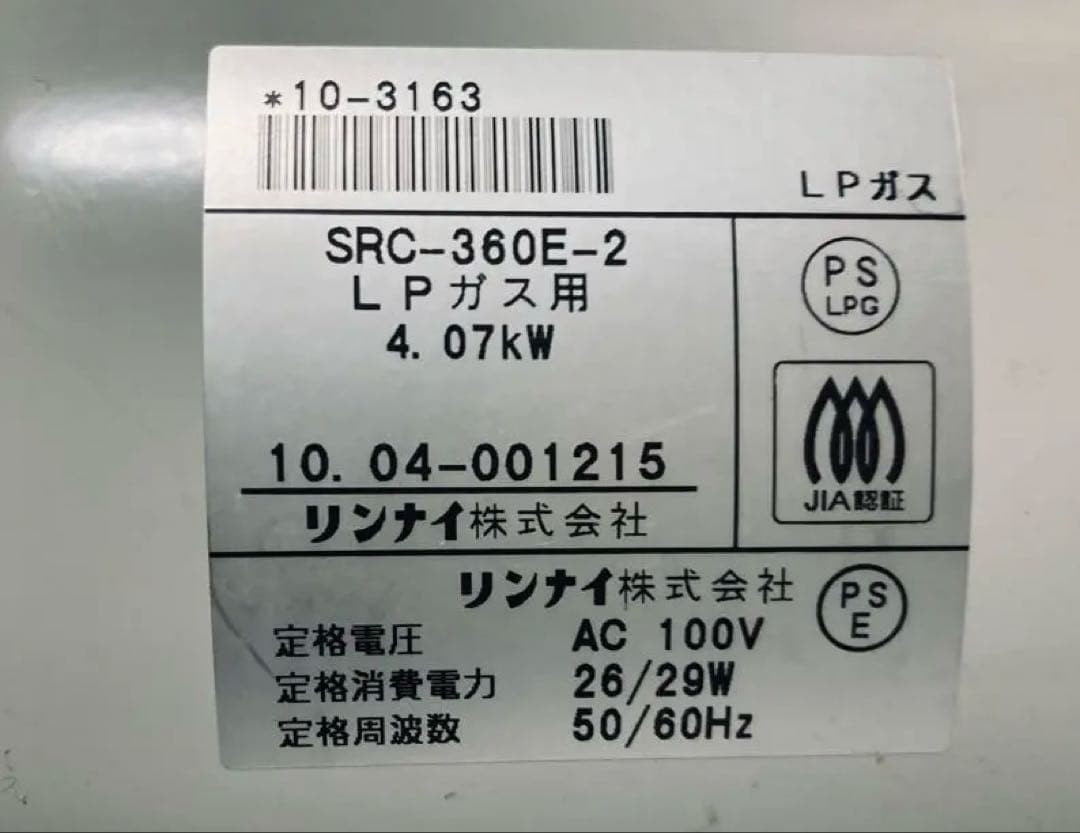 *10-3163
LPガス
SRC-360E-2
LPガス用
4.07kW
10.04-001215
リンナイ株式会社
PS
LPG
JIA認証
リンナイ株式会社
PS
E
定格電圧 AC 100V
定格消費電力 26/29W
定格周波数 50/60Hz